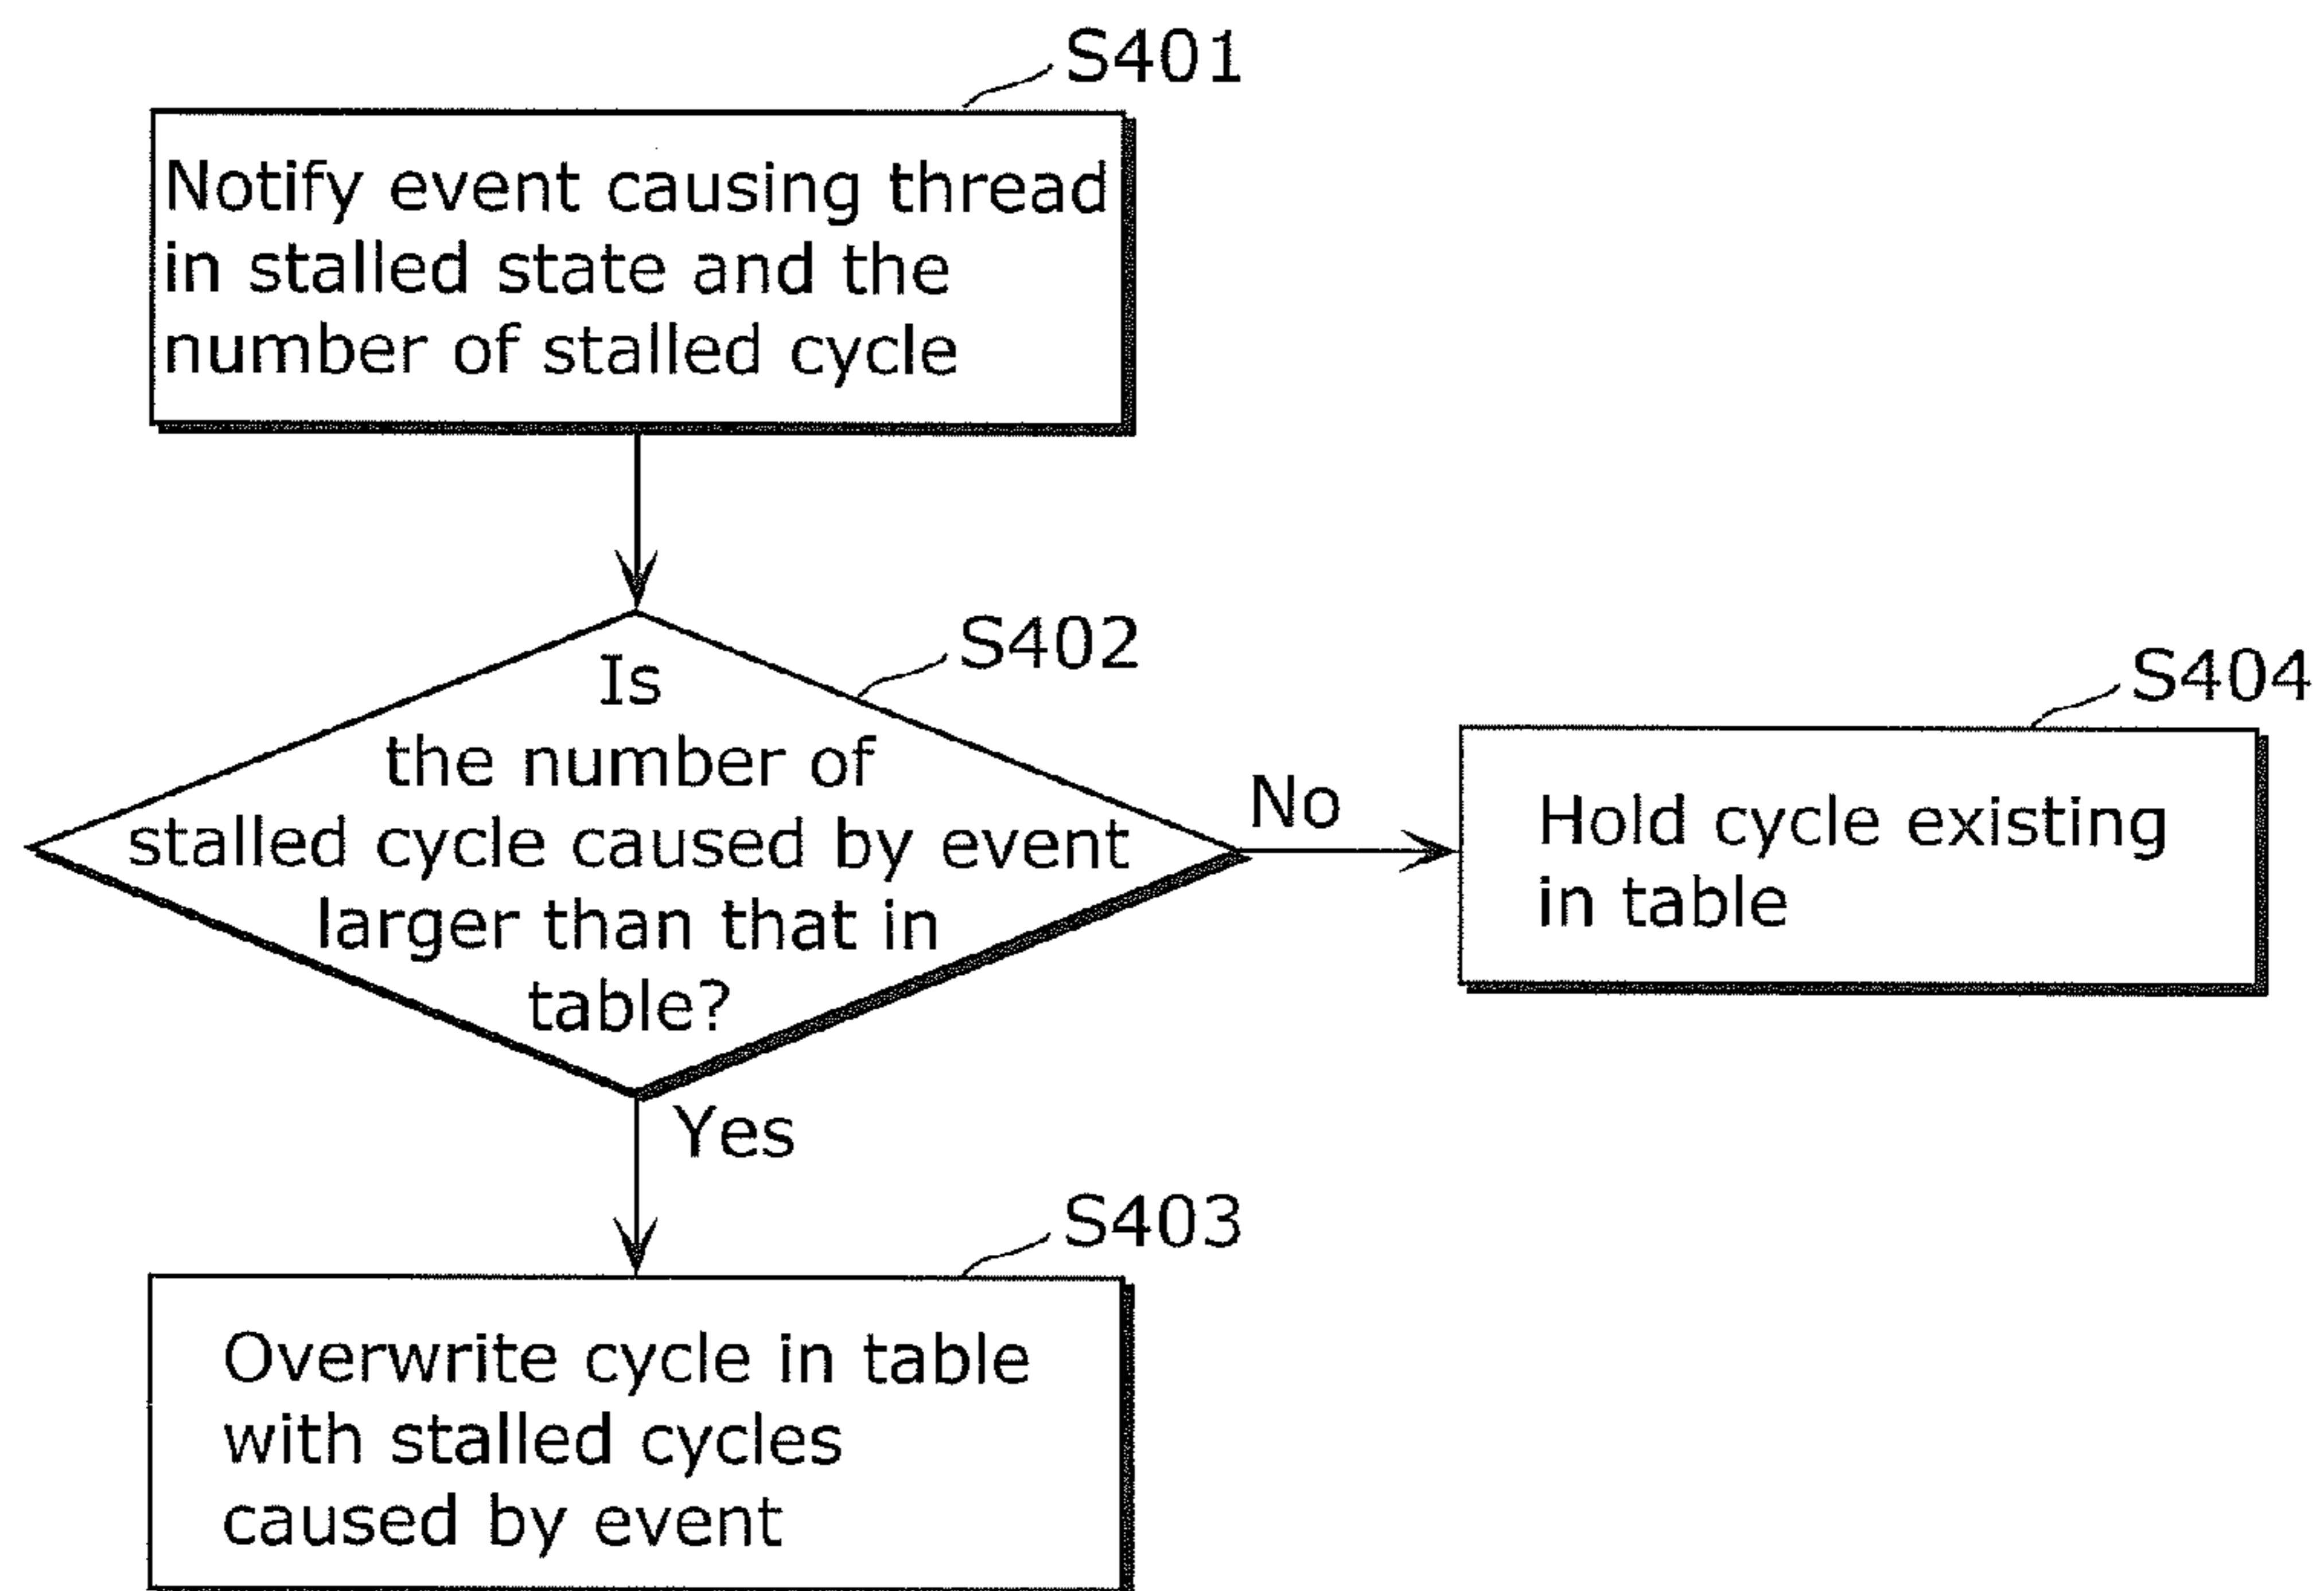 S401
Notify event causing thread
in stalled state and the
number of stalled cycle
S402
Is
the number of
stalled cycle caused by event
larger than that in
table?
No
S404
Hold cycle existing
in table
Yes
S403
Overwrite cycle in table
with stalled cycles
caused by event